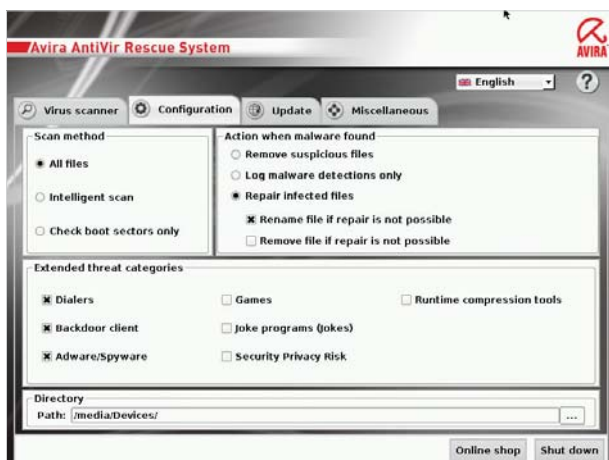 Avira AntiVir Rescue System
AVIRA
English
?
Virus scanner
Configuration
Update
Miscellaneous
Scan method
All files
Intelligent scan
Check boot sectors only
Action when malware found
Remove suspicious files
Log malware detections only
Repair infected files
Rename file if repair is not possible
Remove file if repair is not possible
Extended threat categories
Dialers
Games
Runtime compression tools
Backdoor client
Joke programs (Jokes)
Adware/Spyware
Security Privacy Risk
Directory
Path: /media/Devices/
...
Online shop
Shut down